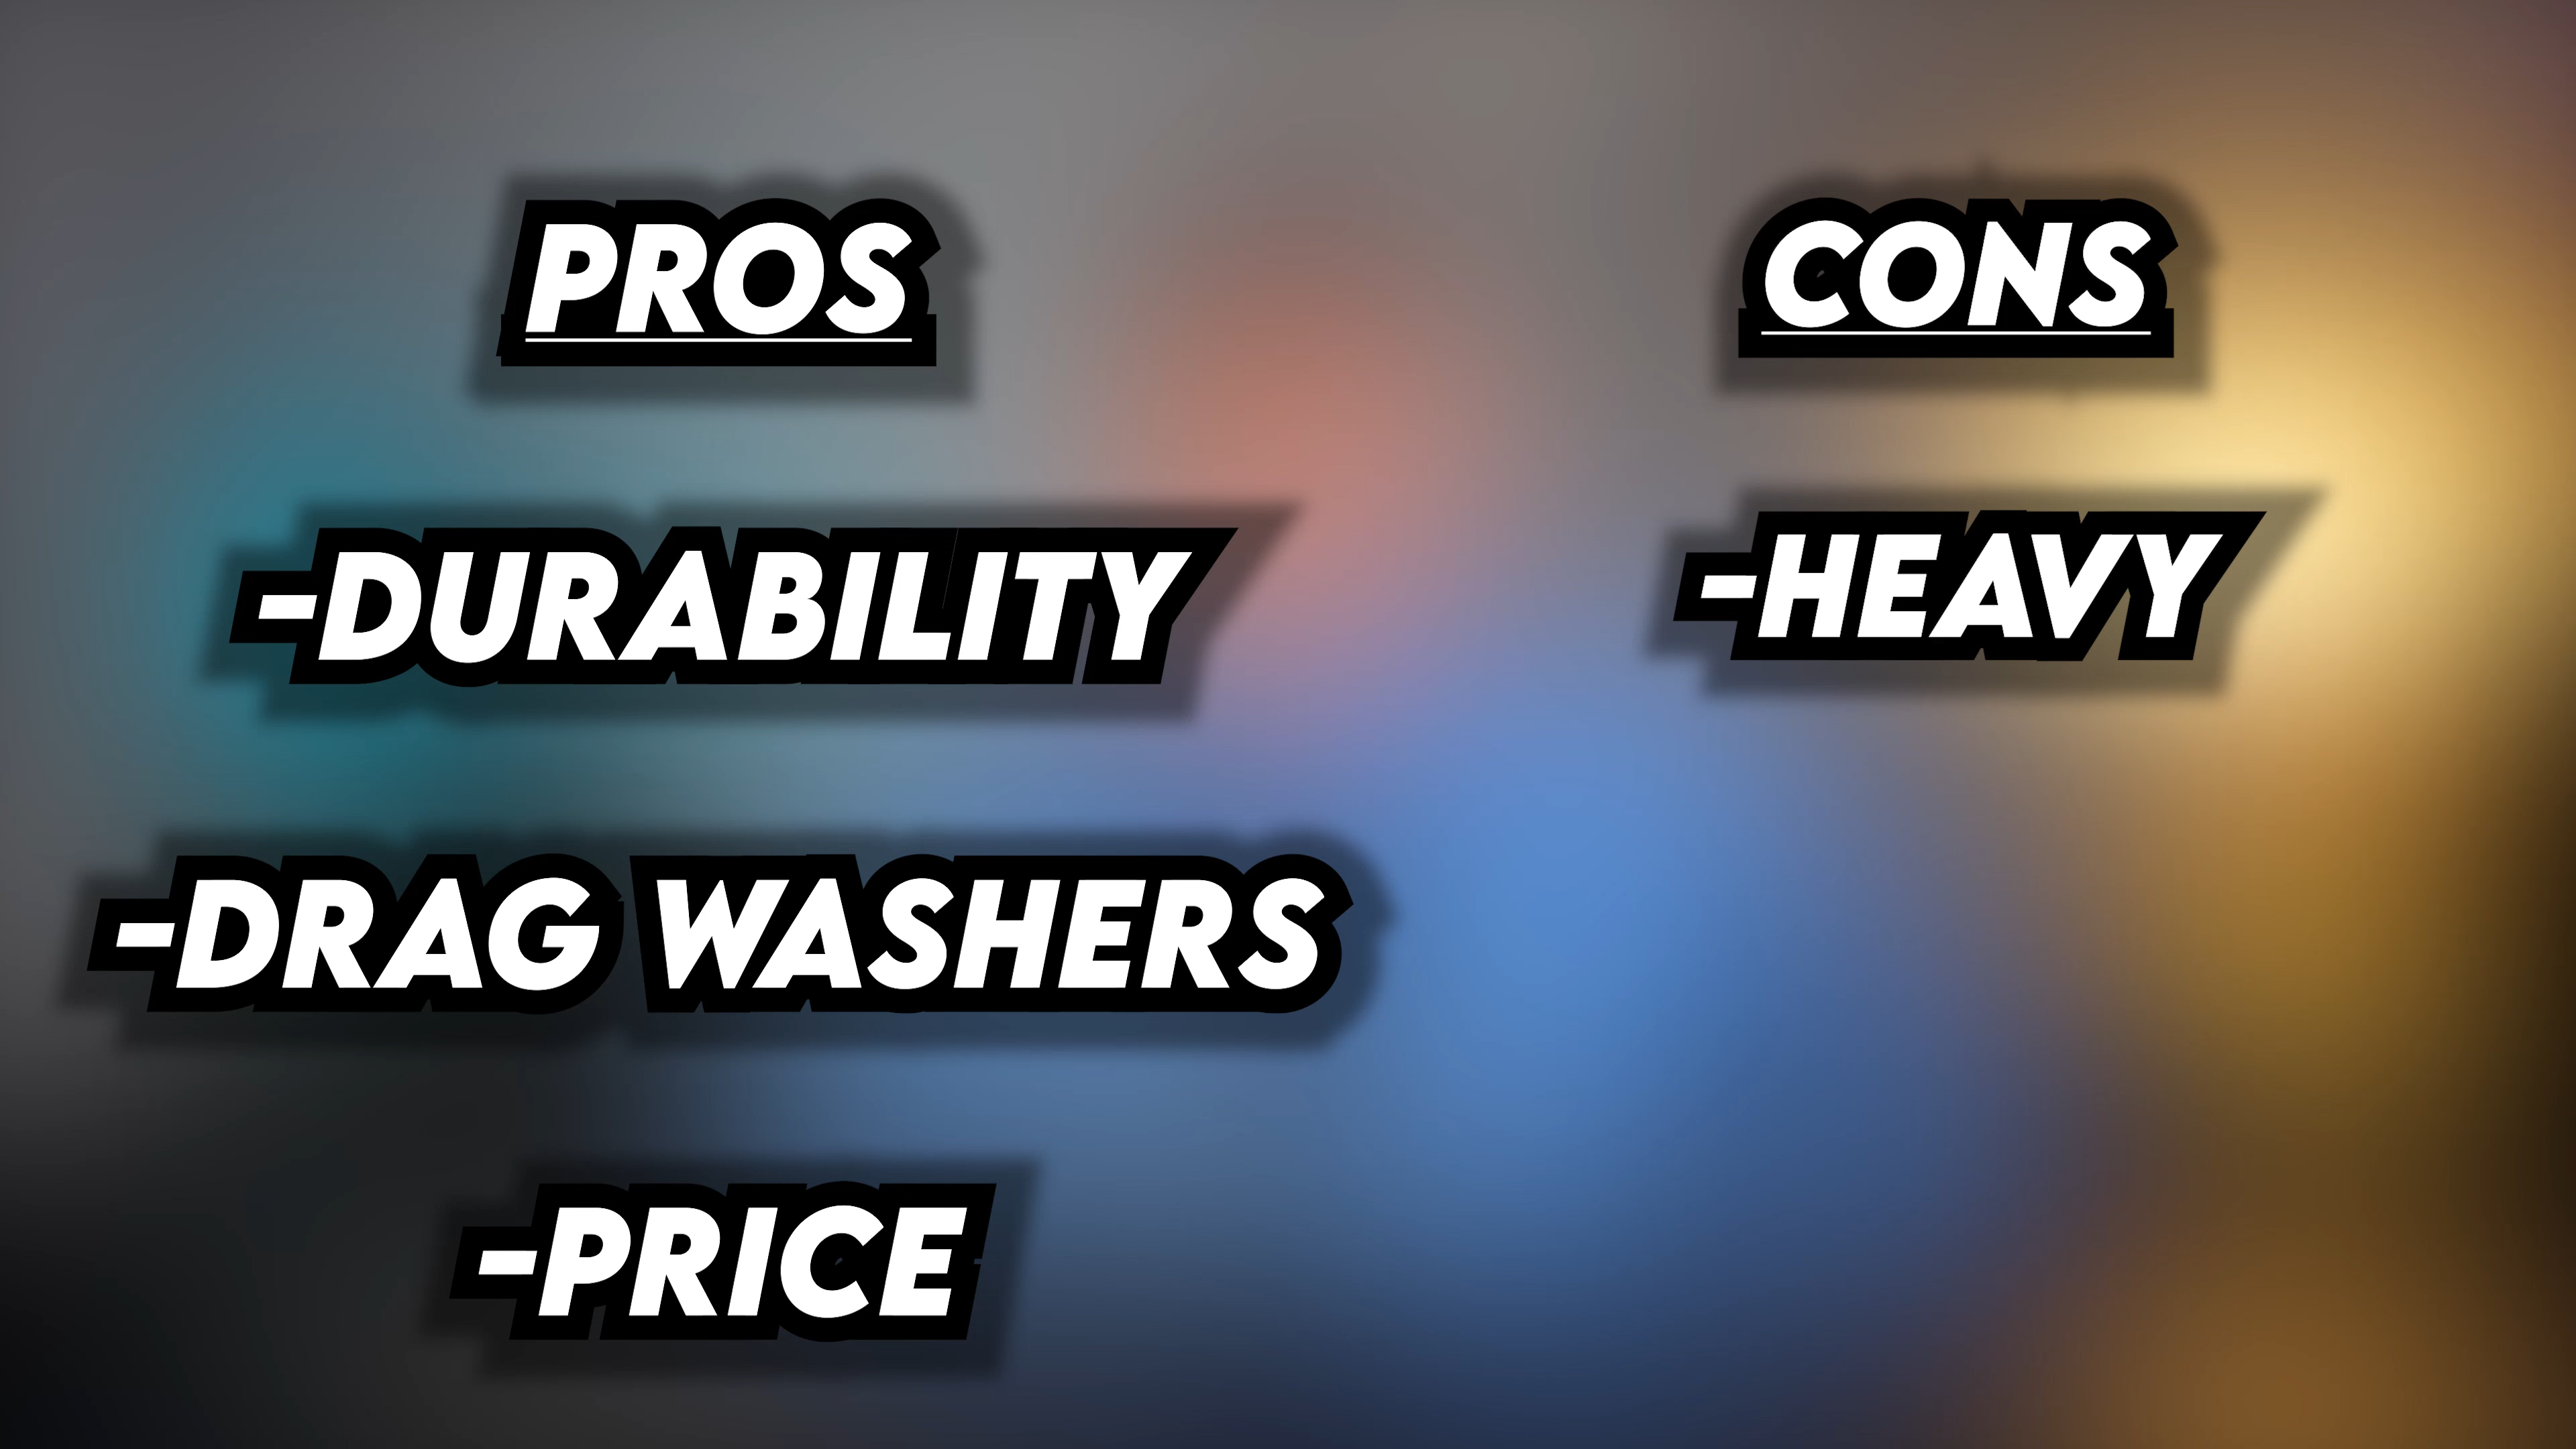 PROS
-DURABILITY
-DRAG WASHERS
-PRICE
CONS
-HEAVY